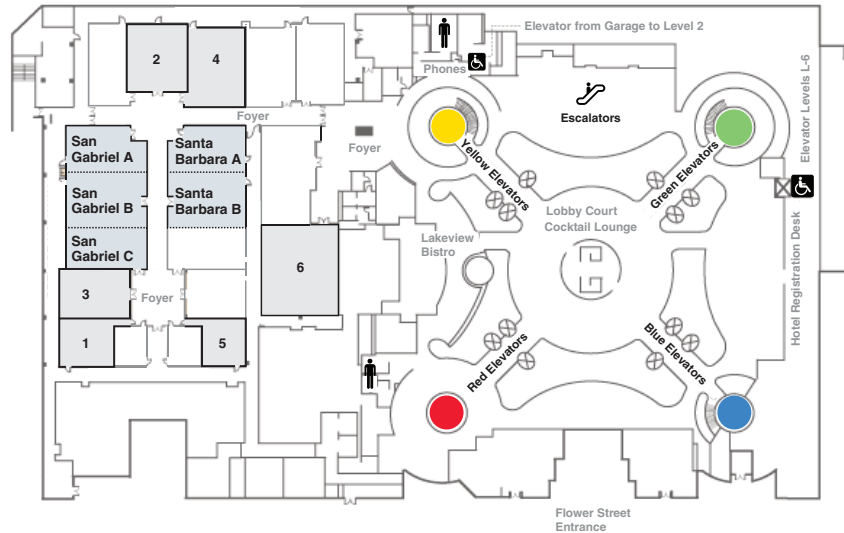 Elevator from Garage to Level 2
2
4
Phones
Elevator Levels L-6
Escalators
Foyer
San
Gabriel A
Santa
Barbara A
Foyer
Yellow Elevators
Green Elevators
San
Gabriel B
Santa
Barbara B
Lobby Court
Cocktail Lounge
San
Gabriel C
Lakeview
Bistro
Hotel Registration Desk
6
3
Foyer
1
5
Red Elevators
Blue Elevators
Flower Street
Entrance